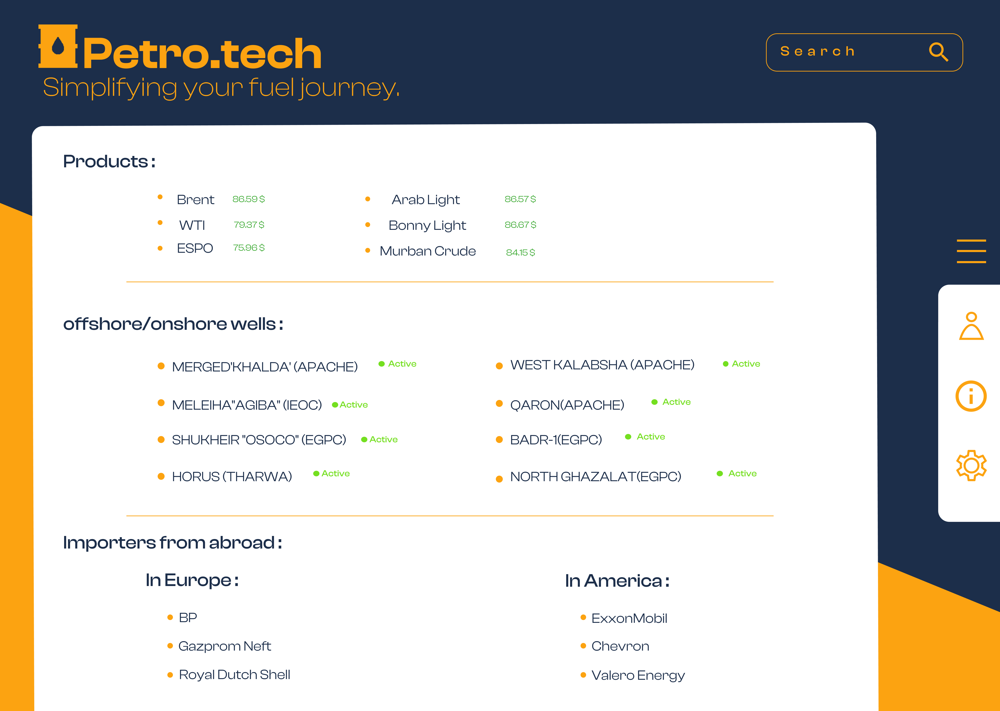 Petro.tech
Simplifying your fuel journey.
Search
Products :
Brent 86.59 $ Arab Light 86.57 $
WTI 79.37 $ Bonny Light 86.67 $
ESPO 75.96 $ Murban Crude 84.15 $
offshore/onshore wells :
MERGED'KHALDA' (APACHE) Active WEST KALABSHA (APACHE) Active
MELEIHA"AGIBA" (IEOC) Active QARON(APACHE) Active
SHUKHEIR "OSOCO" (EGPC) Active BADR-1(EGPC) Active
HORUS (THARWA) Active NORTH GHAZALAT(EGPC) Active
Importers from abroad :
In Europe : In America :
BP ExxonMobil
Gazprom Neft Chevron
Royal Dutch Shell Valero Energy